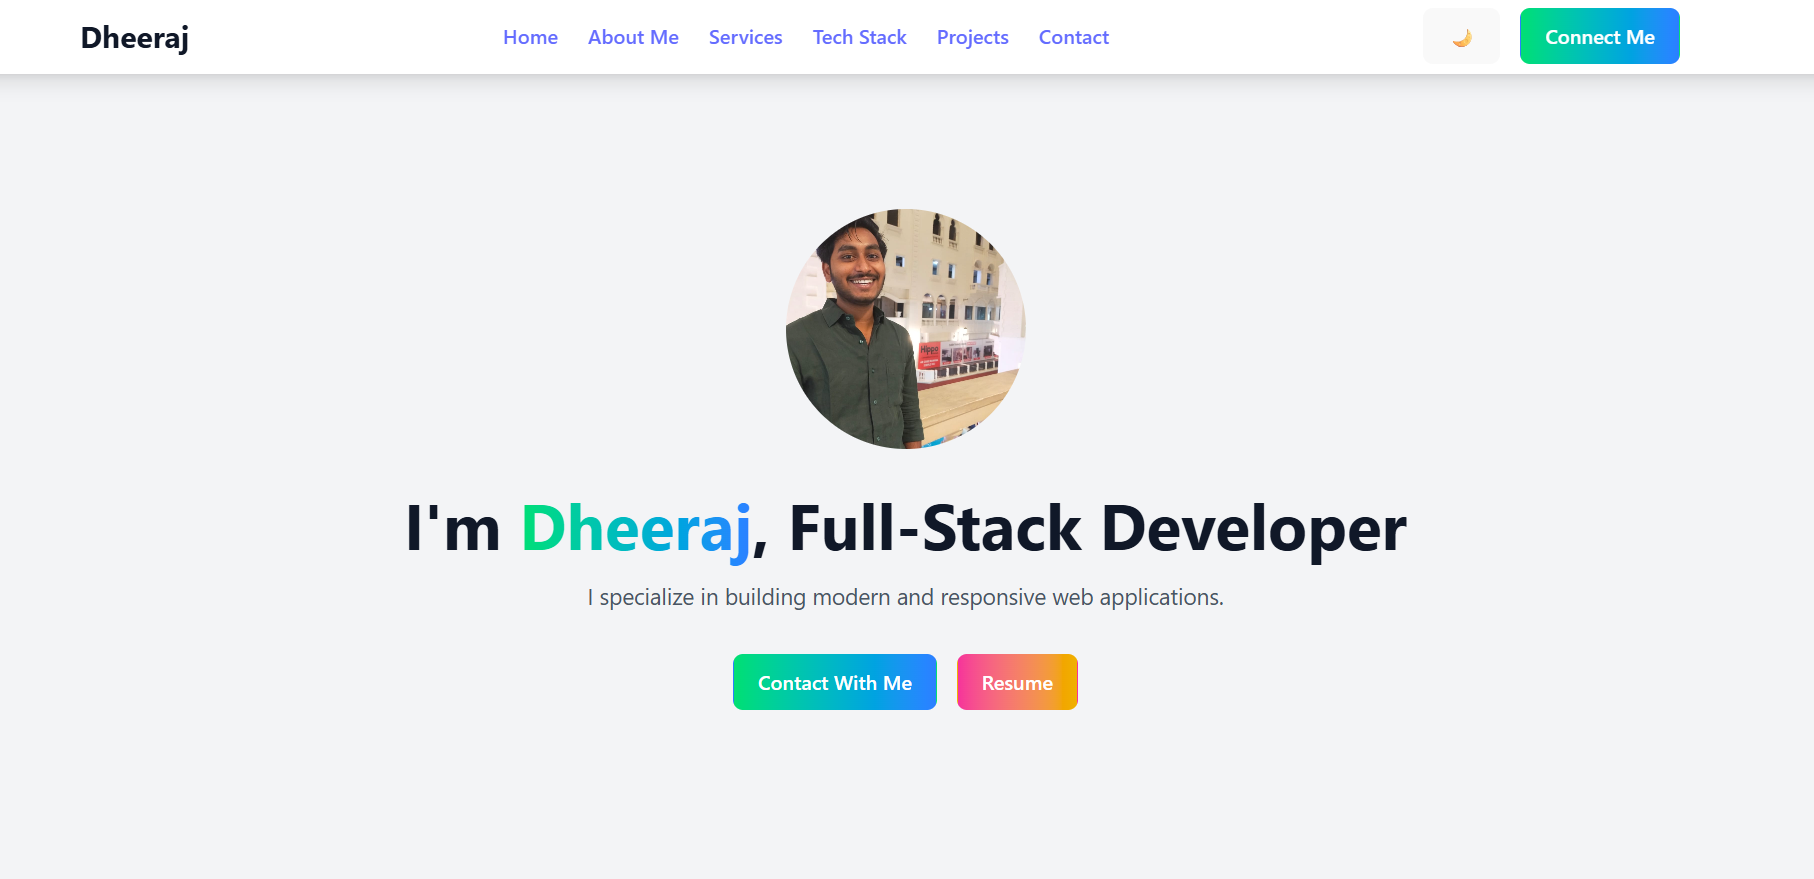 Dheeraj
Home About Me Services Tech Stack Projects Contact
Connect Me
Hippo
I'm Dheeraj, Full-Stack Developer
I specialize in building modern and responsive web applications.
Contact With Me
Resume